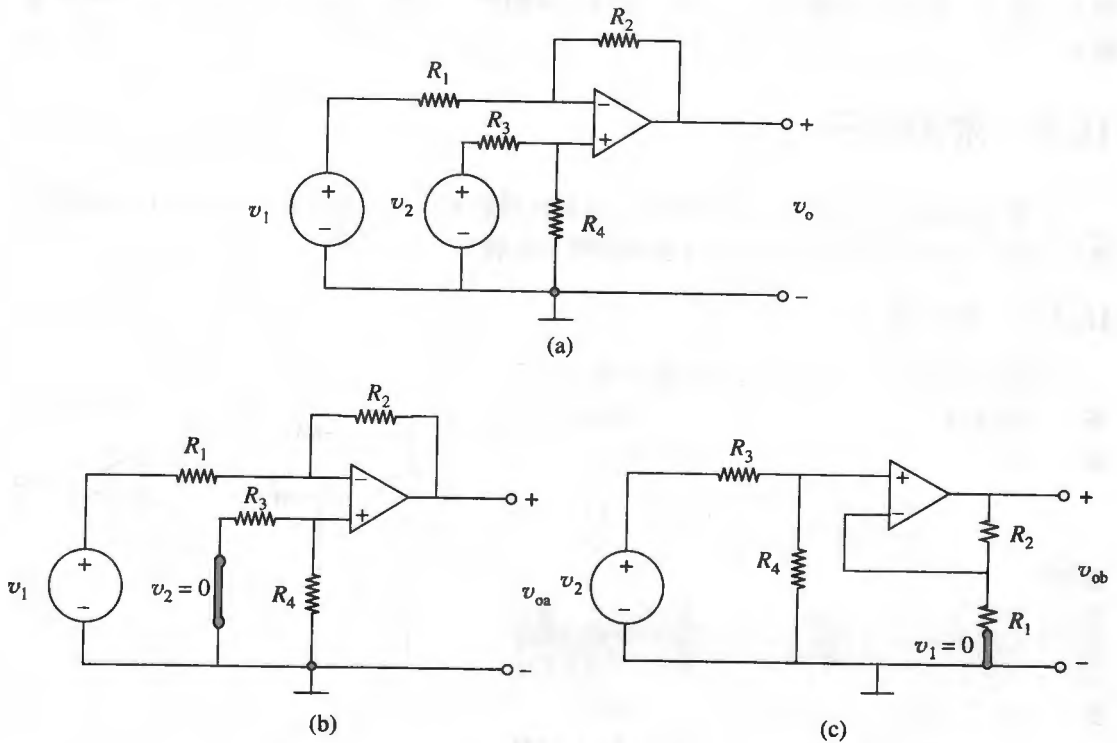 R₂
R₁
R₃
−
+
+
v₁
+
−
v₂
+
−
R₄
vₒ
−
(a)
R₂
R₁
R₃
−
+
+
v₁
+
−
v₂ = 0
R₄
vₒₐ
−
(b)
R₃
+
−
+
R₂
v₂
+
−
R₄
v_ob
R₁
v₁ = 0
−
(c)